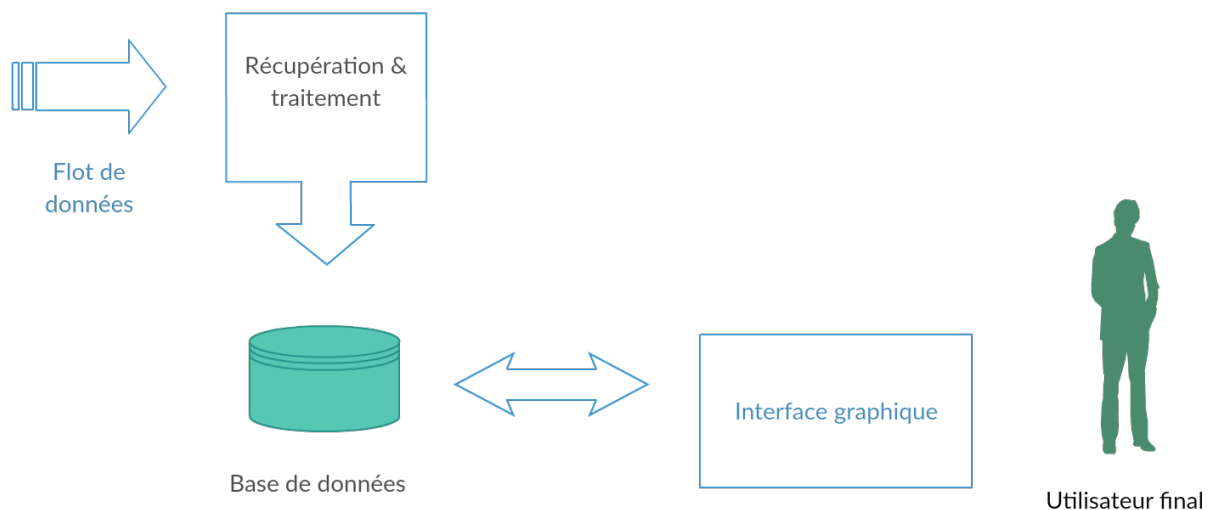 Récupération &
traitement
Flot de
données
Base de données
Interface graphique
Utilisateur final